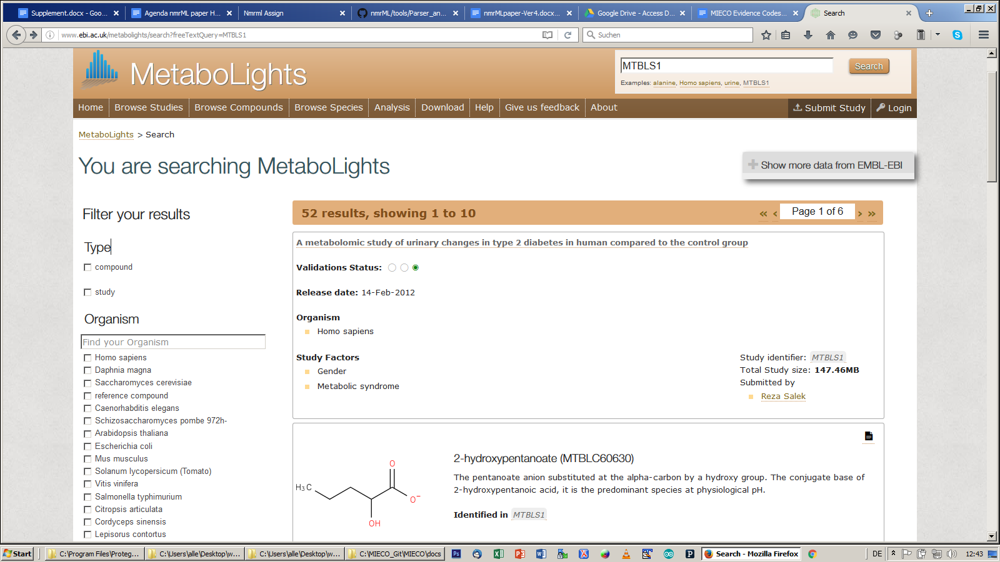 Supplement.docx - Goo...
Agenda nmrML paper H...
Nmrml Assign
nmrML/tools/Parser_an...
nmrMLpaper-Ver4.docx...
Google Drive - Access D...
MIECO Evidence Codes...
Search
www.ebi.ac.uk/metabolights/search?freeTextQuery=MTBLS1
Suchen
MetaboLights
MTBLS1
Search
Examples: alanine, Homo sapiens, urine, MTBLS1
Home
Browse Studies
Browse Compounds
Browse Species
Analysis
Download
Help
Give us feedback
About
Submit Study
Login
MetaboLights > Search
You are searching MetaboLights
Show more data from EMBL-EBI
Filter your results
Type
compound
study
Organism
Find your Organism
Homo sapiens
Daphnia magna
Saccharomyces cerevisiae
reference compound
Caenorhabditis elegans
Schizosaccharomyces pombe 972h-
Arabidopsis thaliana
Escherichia coli
Mus musculus
Solanum lycopersicum (Tomato)
Vitis vinifera
Salmonella typhimurium
Citropsis articulata
Cordyceps sinensis
Lepisorus contortus
52 results, showing 1 to 10
« ‹ Page 1 of 6 › »
A metabolomic study of urinary changes in type 2 diabetes in human compared to the control group
Validations Status:
Release date: 14-Feb-2012
Organism
Homo sapiens
Study Factors
Gender
Metabolic syndrome
Study identifier: MTBLS1
Total Study size: 147.46MB
Submitted by
Reza Salek
O
H₃C
O⁻
OH
2-hydroxypentanoate (MTBLC60630)
The pentanoate anion substituted at the alpha-carbon by a hydroxy group. The conjugate base of
2-hydroxypentanoic acid, it is the predominant species at physiological pH.
Identified in MTBLS1
Start
C:\Program Files\Proteg...
C:\Users\alle\Desktop\w...
C:\Users\alle\Desktop\w...
C:\MIECO_Git\MIECO\docs
Search - Mozilla Firefox
DE
12:43